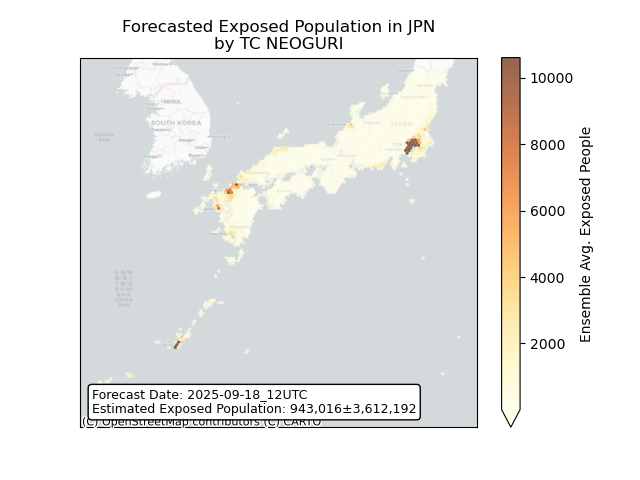 Forecasted Exposed Population in JPN
by TC NEOGURI
SEOUL
SOUTH KOREA
JAPAN
10000
8000
6000
4000
2000
Ensemble Avg. Exposed People
Forecast Date: 2025-09-18_12UTC
Estimated Exposed Population: 943,016±3,612,192
(C) OpenStreetMap contributors (C) CARTO